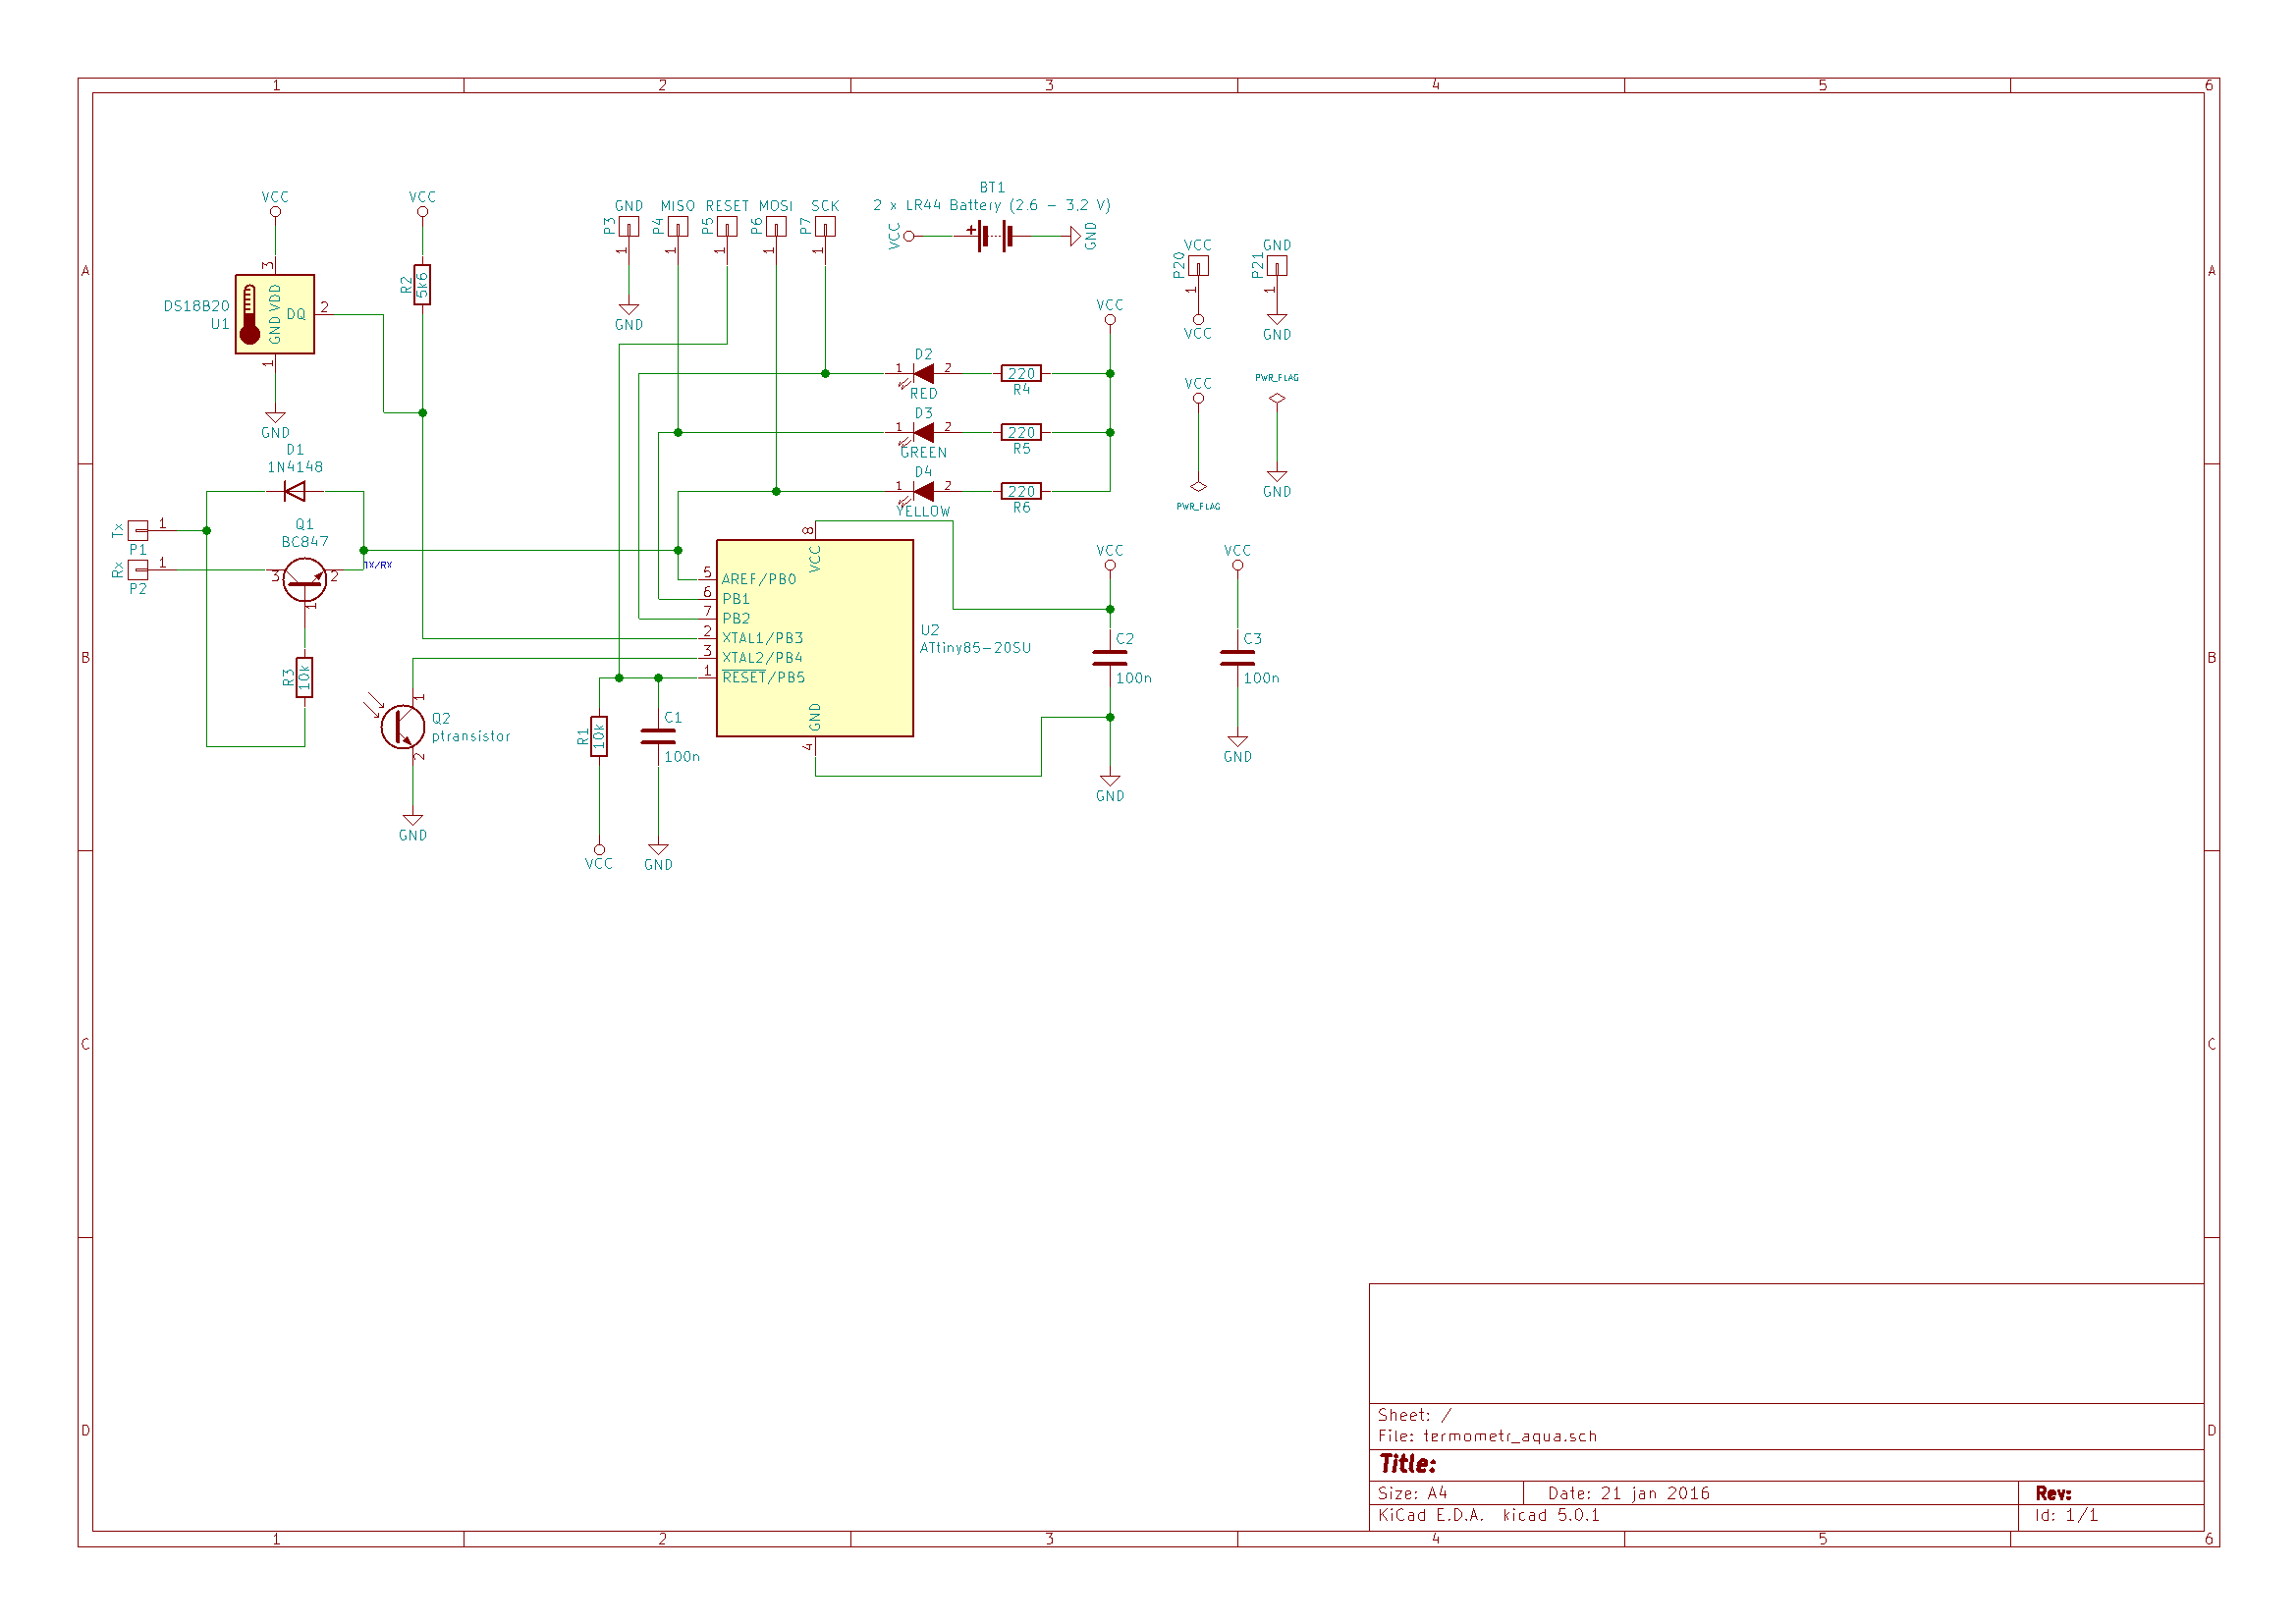 1 2 3 4 5 6
A A
B B
C C
D D
1 2 3 4 5 6
VCC
3
DS18B20
U1
GND VDD
DQ
2
1
GND
VCC
R2
5k6
D1
1N4148
Tx
1
P1
Rx
1
P2
Q1
BC847
3
2
1
TX/RX
R3
10k
1
Q2
ptransistor
2
GND
GND MISO RESET MOSI SCK
P3 P4 P5 P6 P7
1 1 1 1 1
GND
BT1
2 x LR44 Battery (2.6 - 3.2 V)
VCC
+
GND
VCC
D2
1 2
RED
220
R4
D3
1 2
GREEN
220
R5
D4
1 2
YELLOW
220
R6
VCC
P20
1
VCC
GND
P21
1
GND
VCC
PWR_FLAG
PWR_FLAG
GND
8
VCC
5 AREF/PB0
6 PB1
7 PB2
2 XTAL1/PB3
3 XTAL2/PB4
1 RESET/PB5
GND
4
U2
ATtiny85-20SU
R1
10k
VCC
C1
100n
GND
VCC
C2
100n
GND
VCC
C3
100n
GND
Sheet: /
File: termometr_aqua.sch
Title:
Size: A4
Date: 21 jan 2016
Rev:
KiCad E.D.A. kicad 5.0.1
Id: 1/1